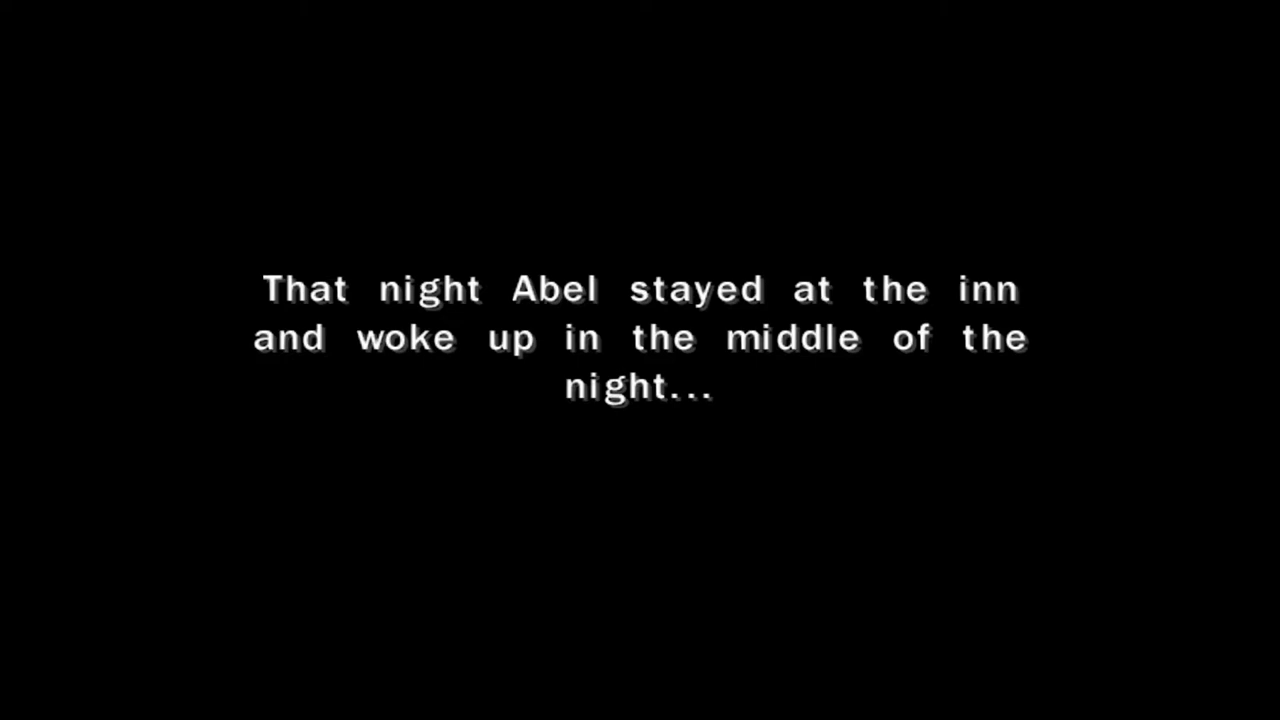 That night Abel stayed at the inn
and woke up in the middle of the
night...